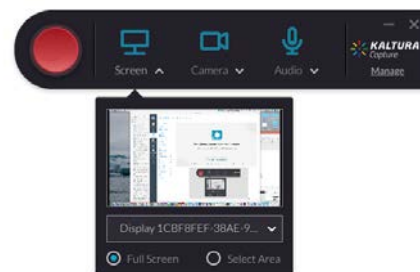 KALTURA
Capture
Screen Camera Audio Manage
Display 1CBF8FEF-38AE-9...
Full Screen Select Area